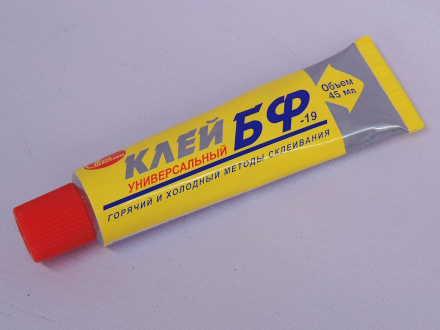 КЛЕЙ
УНИВЕРСАЛЬНЫЙ
БФ
-19
ГОРЯЧИЙ И ХОЛОДНЫЙ МЕТОДЫ СКЛЕИВАНИЯ
Объем
45 мл